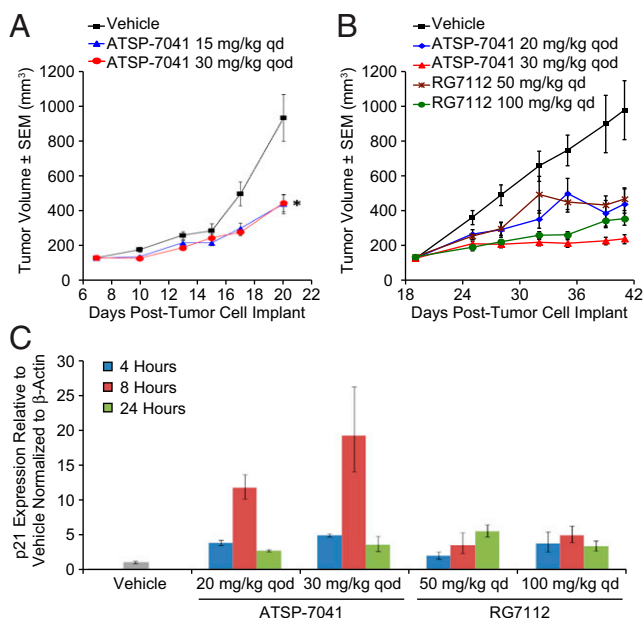 A
Vehicle
ATSP-7041 15 mg/kg qd
ATSP-7041 30 mg/kg qod
Tumor Volume ± SEM (mm³)
1200
1000
800
600
400
200
0
*
6 8 10 12 14 16 18 20 22
Days Post-Tumor Cell Implant
B
Vehicle
ATSP-7041 20 mg/kg qod
ATSP-7041 30 mg/kg qod
RG7112 50 mg/kg qd
RG7112 100 mg/kg qd
Tumor Volume ± SEM (mm³)
1200
1000
800
600
400
200
0
18 24 30 36 42
Days Post-Tumor Cell Implant
C
4 Hours
8 Hours
24 Hours
p21 Expression Relative to
Vehicle Normalized to β-Actin
30
25
20
15
10
5
0
Vehicle 20 mg/kg qod 30 mg/kg qod 50 mg/kg qd 100 mg/kg qd
ATSP-7041 RG7112